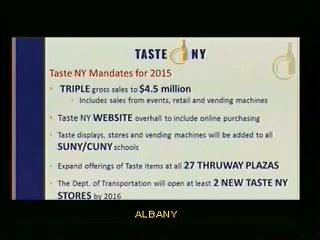 TASTE NY
Taste NY Mandates for 2015
• TRIPLE gross sales to $4.5 million
• Includes sales from events, retail and vending machines
• Taste NY WEBSITE overhall to include online purchasing
• Taste displays, stores and vending machines will be added to all
SUNY/CUNY schools
• Expand offerings of Taste items at all 27 THRUWAY PLAZAS
• The Dept. of Transportation will open at least 2 NEW TASTE NY
STORES by 2016
ALBANY